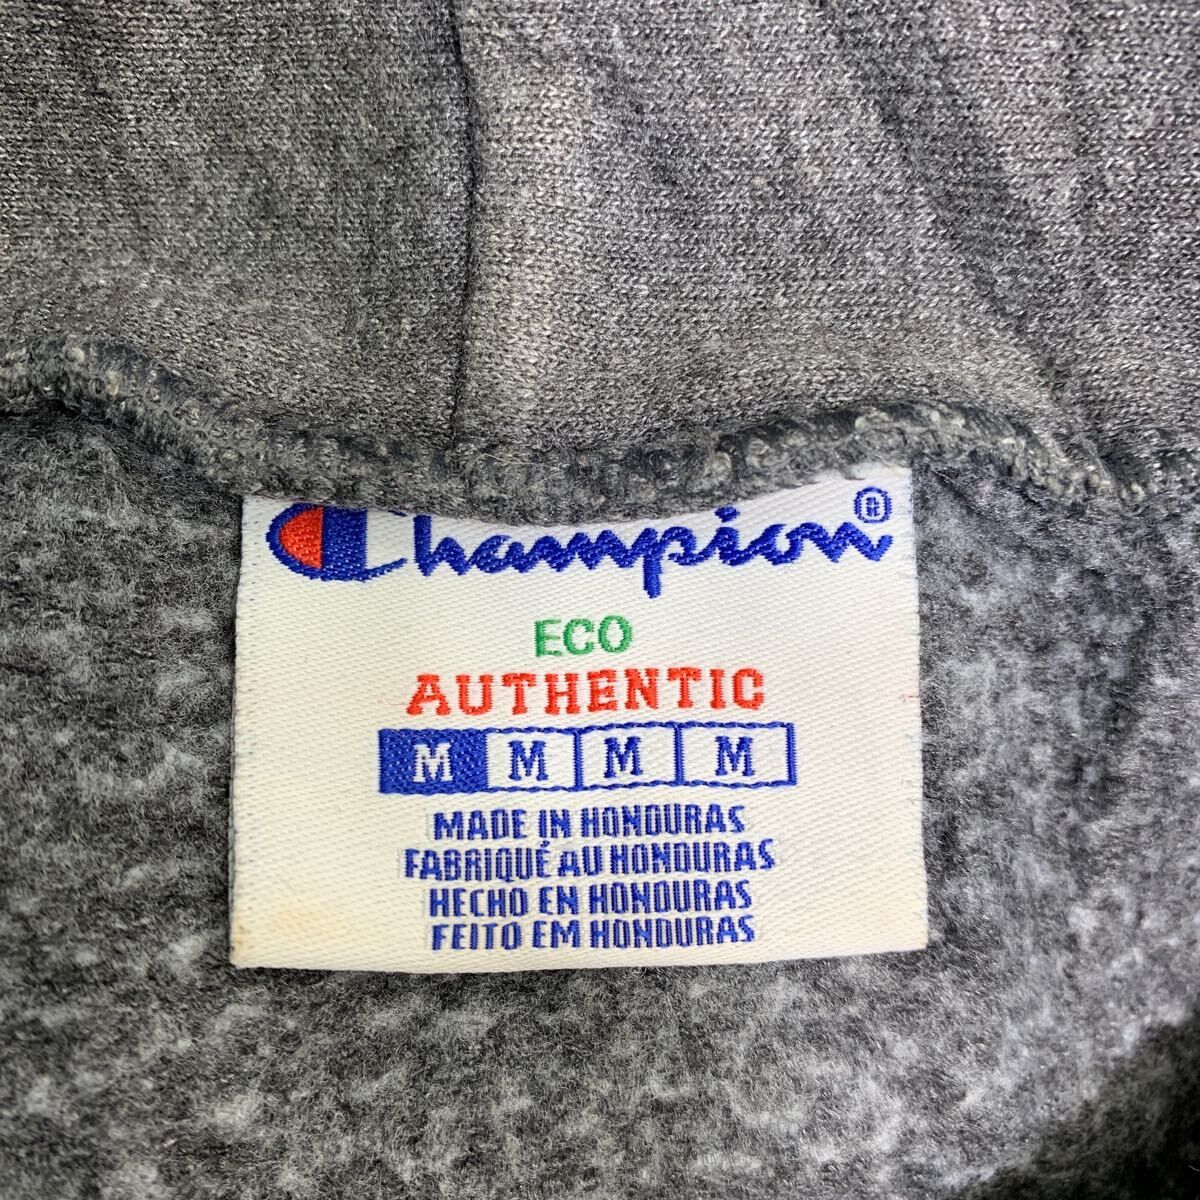 Champion®
ECO
AUTHENTIC
M M M M
MADE IN HONDURAS
FABRIQUÉ AU HONDURAS
HECHO EN HONDURAS
FEITO EM HONDURAS